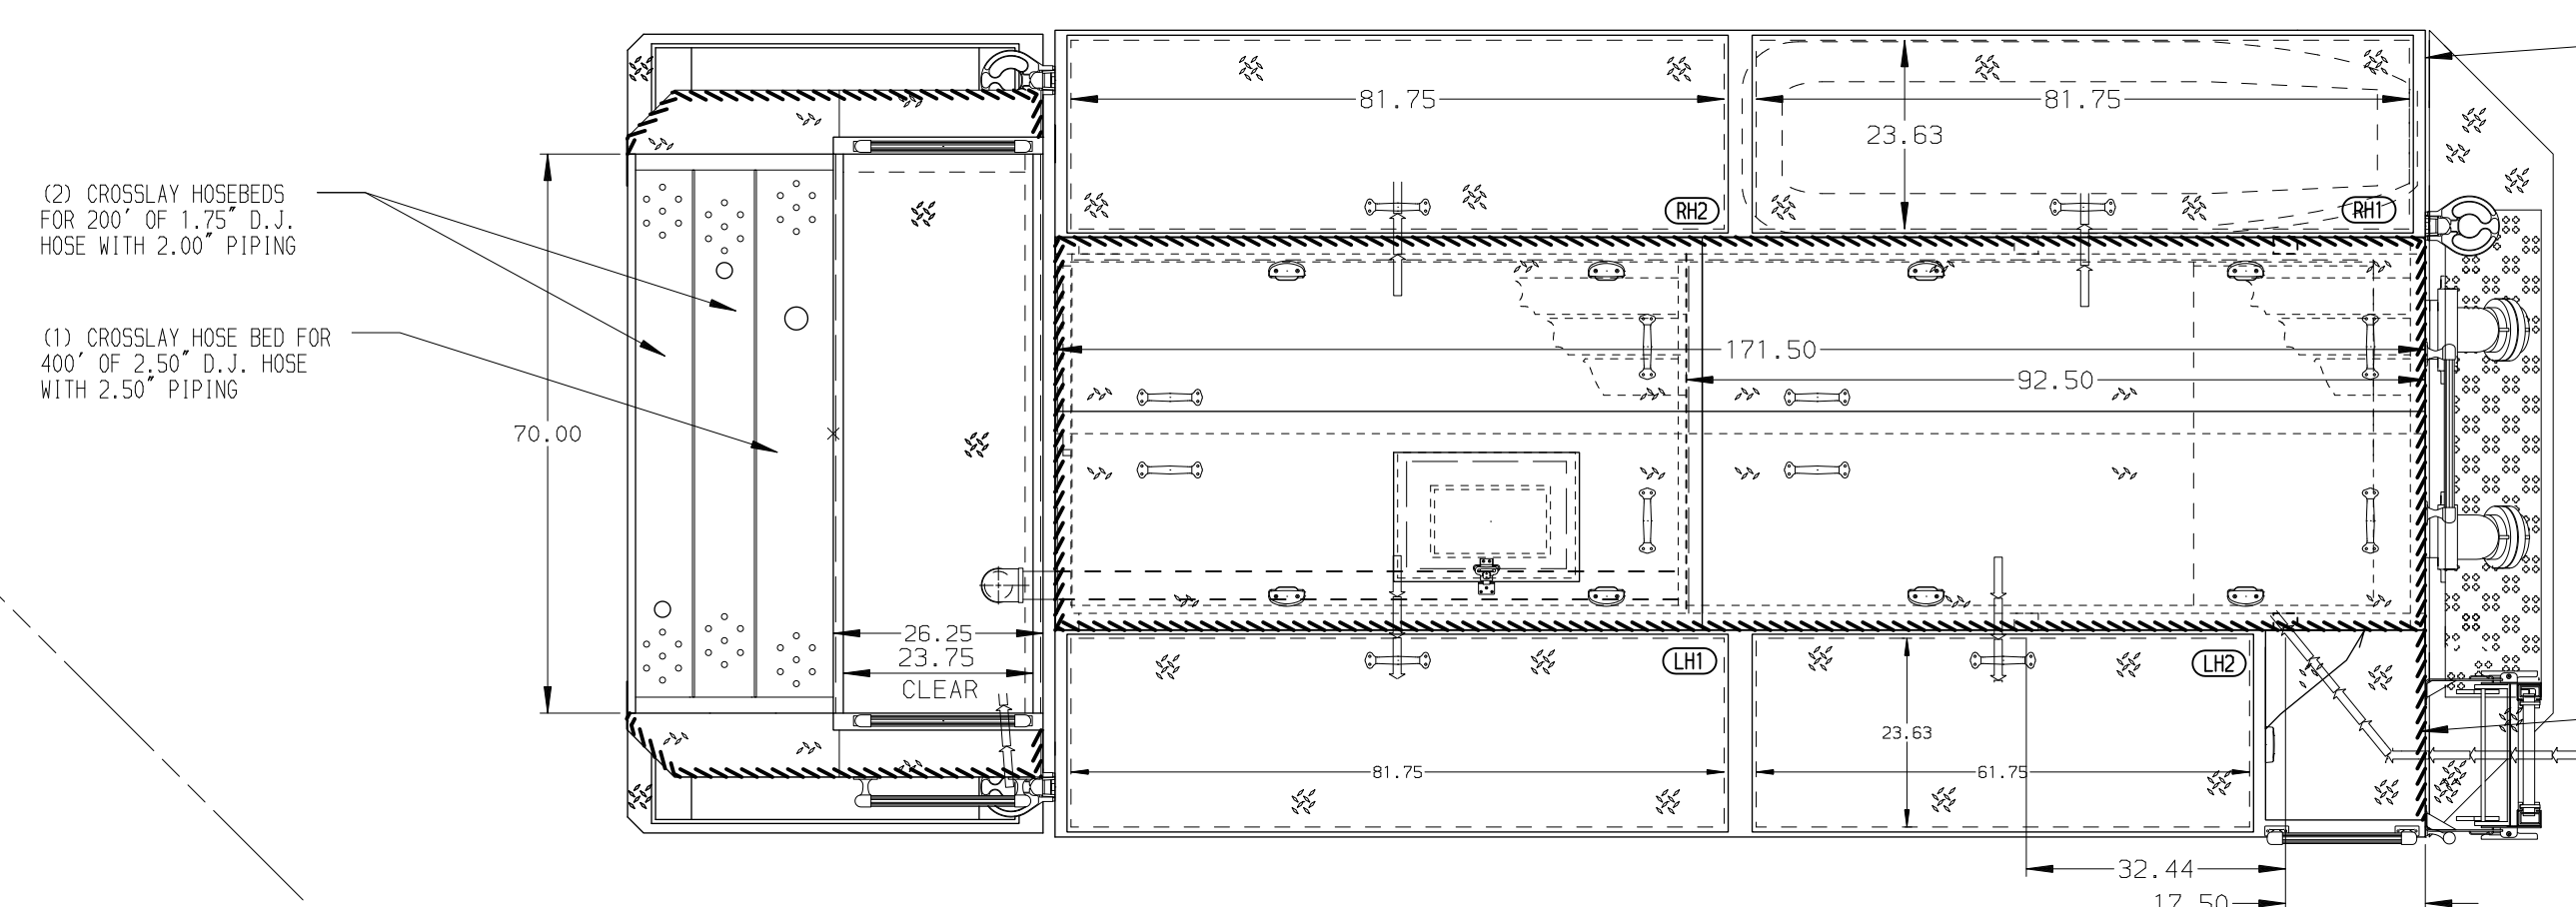 (2) CROSSLAY HOSEBEDS
FOR 200' OF 1.75" D.J.
HOSE WITH 2.00" PIPING
(1) CROSSLAY HOSE BED FOR
400' OF 2.50" D.J. HOSE
WITH 2.50" PIPING
70.00
26.25
23.75
CLEAR
81.75
RH2
81.75
23.63
RH1
171.50
92.50
LH1
81.75
LH2
23.63
61.75
32.44
17.50